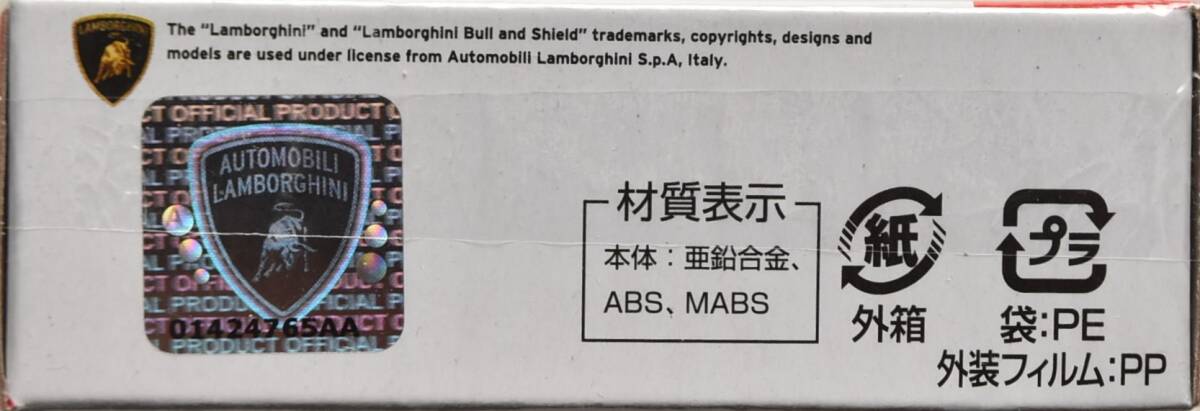 LAMBORGHINI
The “Lamborghini” and “Lamborghini Bull and Shield” trademarks, copyrights, designs and
models are used under license from Automobili Lamborghini S.p.A, Italy.
CT OFFICIAL PRODUCT O
AUTOMOBILI
LAMBORGHINI
01424765AA
PRODUCT OFFICIAL
材質表示
本体：亜鉛合金、
ABS、MABS
紙
外箱
プラ
袋:PE
外装フィルム:PP